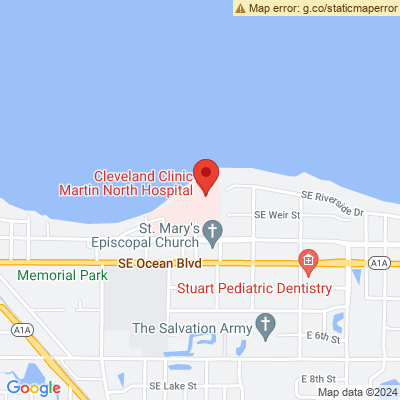 Map error: g.co/staticmaperror
Cleveland Clinic
Martin North Hospital
SE Riverside Dr
SE Weir St
St. Mary's
Episcopal Church
SE Ocean Blvd
A1A
Memorial Park
Stuart Pediatric Dentistry
A1A
The Salvation Army
E 6th St
Google
SE Lake St
E 8th St
Map data ©2024